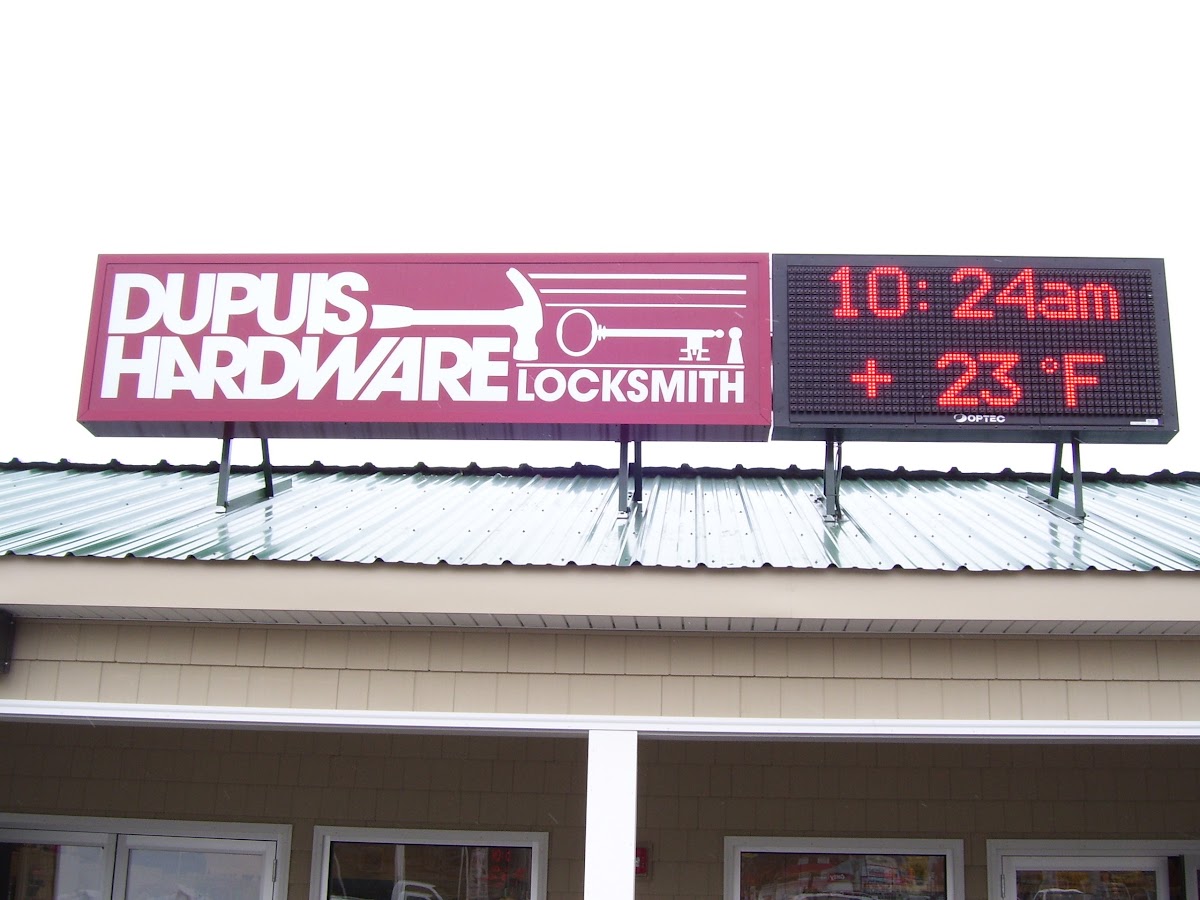 DUPUIS
HARDWARE
LOCKSMITH
10:24am
+ 23 °F
OPTEC